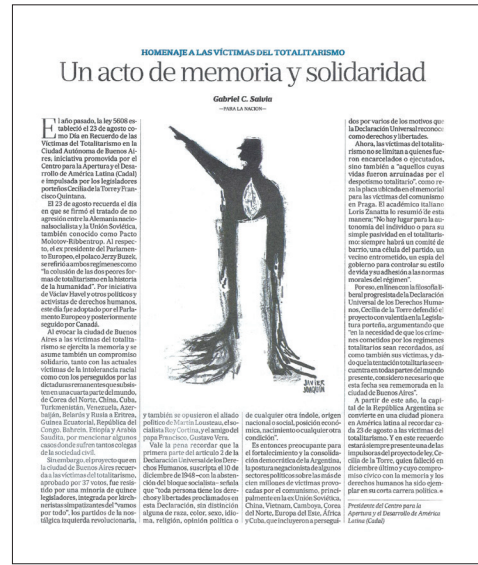 HOMENAJE A LAS VÍCTIMAS DEL TOTALITARISMO
Un acto de memoria y solidaridad
Gabriel C. Salvia
—PARA LA NACION—
El año pasado, la ley 5608 es-
tableció el 23 de agosto co-
mo Día en Recuerdo de las
Víctimas del Totalitarismo en la
Ciudad Autónoma de Buenos Ai-
res, iniciativa promovida por el
Centro para la Apertura y el Desa-
rrollo de América Latina (Cadal)
e impulsada por los legisladores
porteños Cecilia de la Torre y Fran-
cisco Quintana.
El 23 de agosto recuerda el día
en que se firmó el tratado de no
agresión entre la Alemania nacio-
nalsocialista y la Unión Soviética,
también conocido como Pacto
Molotov-Ribbentrop. Al respec-
to, el ex presidente del Parlamen-
to Europeo, el polaco Jerzy Buzek,
se refirió a ambos regímenes como
"la colusión de las dos peores for-
mas de totalitarismo en la historia
de la humanidad". Por iniciativa
de Václav Havel y otros políticos y
activistas de derechos humanos,
este día fue adoptado por el Parla-
mento Europeo y posteriormente
seguido por Canadá.
Al evocar la ciudad de Buenos
Aires a las víctimas del totalita-
rismo se ejercita la memoria y se
asume también un compromiso
solidario, tanto con las actuales
víctimas de la intolerancia racial
como con los perseguidos por las
dictaduras remanentes que subsis-
ten en una cuarta parte del mundo,
de Corea del Norte, China, Cuba,
Turkmenistán, Venezuela, Azer-
baiján, Belarús y Rusia a Eritrea,
Guinea Ecuatorial, República del
Congo, Bahrein, Etiopía y Arabia
Saudita, por mencionar algunos
casos donde sufren tantos colegas
de la sociedad civil.
Sin embargo, el proyecto que en
la ciudad de Buenos Aires recuer-
da a las víctimas del totalitarismo,
aprobado por 37 votos, fue resis-
tido por una minoría de quince
legisladores, integrada por kirch-
neristas simpatizantes del "vamos
por todo", los partidos de la nos-
tálgica izquierda revolucionaria,
JAVIER
JOAQUIN
y también se opusieron el aliado
político de Martín Lousteau, el so-
cialista Roy Cortina, y el amigo del
papa Francisco, Gustavo Vera.
Vale la pena recordar que la
primera parte del artículo 2 de la
Declaración Universal de los Dere-
chos Humanos, suscripta el 10 de
diciembre de 1948 –con la absten-
ción del bloque socialista– señala
que "toda persona tiene los dere-
chos y libertades proclamados en
esta Declaración, sin distinción
alguna de raza, color, sexo, idio-
ma, religión, opinión política o
de cualquier otra índole, origen
nacional o social, posición econó-
mica, nacimiento o cualquier otra
condición".
Es entonces preocupante para
el fortalecimiento y la consolida-
ción democrática de la Argentina,
la postura negacionista de algunos
sectores políticos sobre las más de
cien millones de víctimas provo-
cadas por el comunismo, princi-
palmente en la ex Unión Soviética,
China, Vietnam, Camboya, Corea
del Norte, Europa del Este, África
y Cuba, que incluyeron a persegui-
dos por varios de los motivos que
la Declaración Universal reconoce
como derechos y libertades.
Ahora, las víctimas del totalita-
rismo no se limitan a quienes fue-
ron encarcelados o ejecutados,
sino también a "aquellos cuyas
vidas fueron arruinadas por el
despotismo totalitario", como re-
za la placa ubicada en el memorial
para las víctimas del comunismo
en Praga. El académico italiano
Loris Zanatta lo resumió de esta
manera: "No hay lugar para la au-
tonomía del individuo o para su
simple pasividad en el totalitaris-
mo: siempre habrá un comité de
barrio, una célula del partido, un
vecino entrometido, un espía del
gobierno para controlar su estilo
de vida y su adhesión a las normas
morales del régimen".
Por eso, en línea con la filosofía li-
beral progresista de la Declaración
Universal de los Derechos Huma-
nos, Cecilia de la Torre defendió el
proyecto con valentía en la Legisla-
tura porteña, argumentando que
"en la necesidad de que los críme-
nes cometidos por los regímenes
totalitarios sean recordados, así
como también sus víctimas, y da-
do que la tentación totalitaria se en-
cuentra en todas partes del mundo
presente, considero necesario que
esta fecha sea rememorada en la
ciudad de Buenos Aires".
A partir de este año, la capi-
tal de la República Argentina se
convierte en una ciudad pionera
en América latina al recordar ca-
da 23 de agosto a las víctimas del
totalitarismo. Y en este recuerdo
estará siempre presente una de las
impulsoras del proyecto de ley, Ce-
cilia de la Torre, quien falleció en
diciembre último y cuyo compro-
miso cívico con la memoria y los
derechos humanos ha sido ejem-
plar en su corta carrera política.
Presidente del Centro para la
Apertura y el Desarrollo de América
Latina (Cadal)